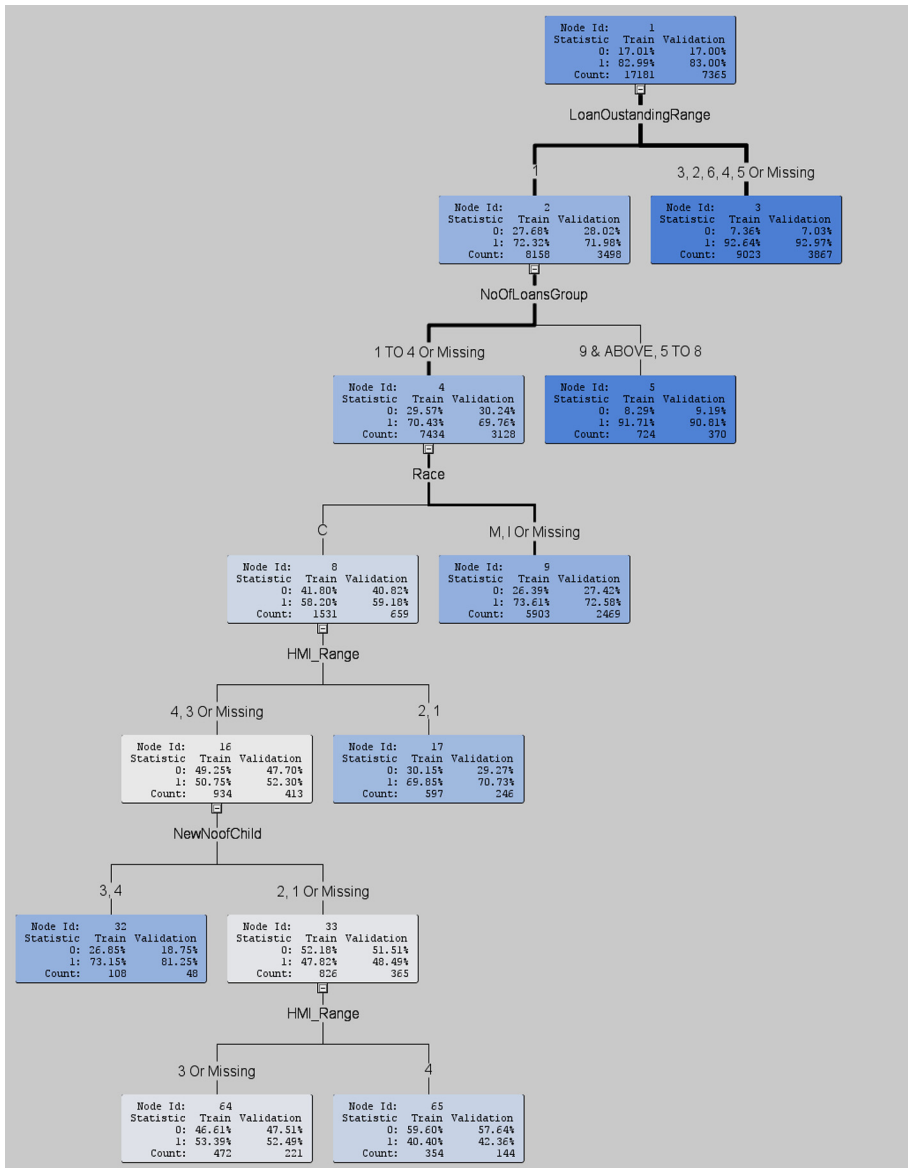 Node Id: 1
Statistic Train Validation
0: 17.01% 17.00%
1: 82.99% 83.00%
Count: 17181 7365
LoanOustandingRange
1
3, 2, 6, 4, 5 Or Missing
Node Id: 2
Statistic Train Validation
0: 27.68% 28.02%
1: 72.32% 71.98%
Count: 8158 3498
Node Id: 3
Statistic Train Validation
0: 7.36% 7.03%
1: 92.64% 92.97%
Count: 9023 3867
NoOfLoansGroup
1 TO 4 Or Missing
9 & ABOVE, 5 TO 8
Node Id: 4
Statistic Train Validation
0: 29.57% 30.24%
1: 70.43% 69.76%
Count: 7434 3128
Node Id: 5
Statistic Train Validation
0: 8.29% 9.19%
1: 91.71% 90.81%
Count: 724 370
Race
C
M, I Or Missing
Node Id: 8
Statistic Train Validation
0: 41.80% 40.82%
1: 58.20% 59.18%
Count: 1531 659
Node Id: 9
Statistic Train Validation
0: 26.39% 27.42%
1: 73.61% 72.58%
Count: 5903 2469
HMI_Range
4, 3 Or Missing
2, 1
Node Id: 16
Statistic Train Validation
0: 49.25% 47.70%
1: 50.75% 52.30%
Count: 934 413
Node Id: 17
Statistic Train Validation
0: 30.15% 29.27%
1: 69.85% 70.73%
Count: 597 246
NewNoofChild
3, 4
2, 1 Or Missing
Node Id: 32
Statistic Train Validation
0: 26.85% 18.75%
1: 73.15% 81.25%
Count: 108 48
Node Id: 33
Statistic Train Validation
0: 52.18% 51.51%
1: 47.82% 48.49%
Count: 826 365
HMI_Range
3 Or Missing
4
Node Id: 64
Statistic Train Validation
0: 46.61% 47.51%
1: 53.39% 52.49%
Count: 472 221
Node Id: 65
Statistic Train Validation
0: 59.60% 57.64%
1: 40.40% 42.36%
Count: 354 144